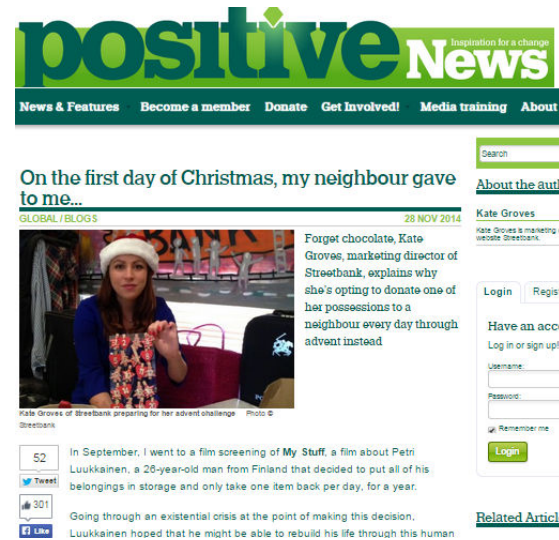 positive News
Inspiration for a change
News & Features Become a member Donate Get Involved! Media training About
On the first day of Christmas, my neighbour gave
to me...
GLOBAL / BLOGS 28 NOV 2014
Forget chocolate, Kate
Groves, marketing director of
Streetbank, explains why
she's opting to donate one of
her possessions to a
neighbour every day through
advent instead
BANK
Kate Groves of Streetbank preparing for her advent challenge Photo ©
Streetbank
52
Tweet
301
Like
In September, I went to a film screening of My Stuff, a film about Petri
Luukkainen, a 26-year-old man from Finland that decided to put all of his
belongings in storage and only take one item back per day, for a year.
Going through an existential crisis at the point of making this decision,
Luukkainen hoped that he might be able to rebuild his life through this human
Search
About the aut
Kate Groves
Kate Groves is marketing
website Streetbank.
Login Regis
Have an acc
Log in or sign up!
Username:
Password:
Remember me
Login
Related Articl